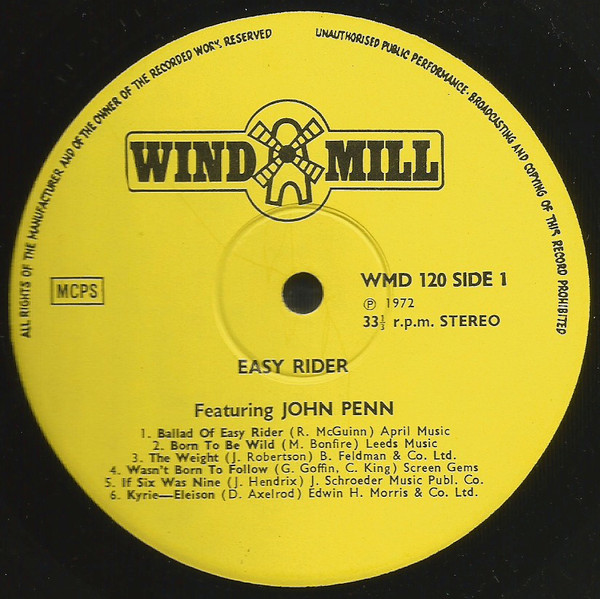 ALL RIGHTS OF THE MANUFACTURER AND OF THE OWNER OF THE RECORDED WORK RESERVED
UNAUTHORISED PUBLIC PERFORMANCE · BROADCASTING AND COPYING OF THIS RECORD PROHIBITED
WIND MILL
MCPS
WMD 120 SIDE 1
Ⓟ 1972
33⅓ r.p.m. STEREO
EASY RIDER
Featuring JOHN PENN
1. Ballad Of Easy Rider (R. McGuinn) April Music
2. Born To Be Wild (M. Bonfire) Leeds Music
3. The Weight (J. Robertson) B. Feldman & Co. Ltd.
4. Wasn't Born To Follow (G. Goffin, C. King) Screen Gems
5. If Six Was Nine (J. Hendrix) J. Schroeder Music Publ. Co.
6. Kyrie—Eleison (D. Axelrod) Edwin H. Morris & Co. Ltd.